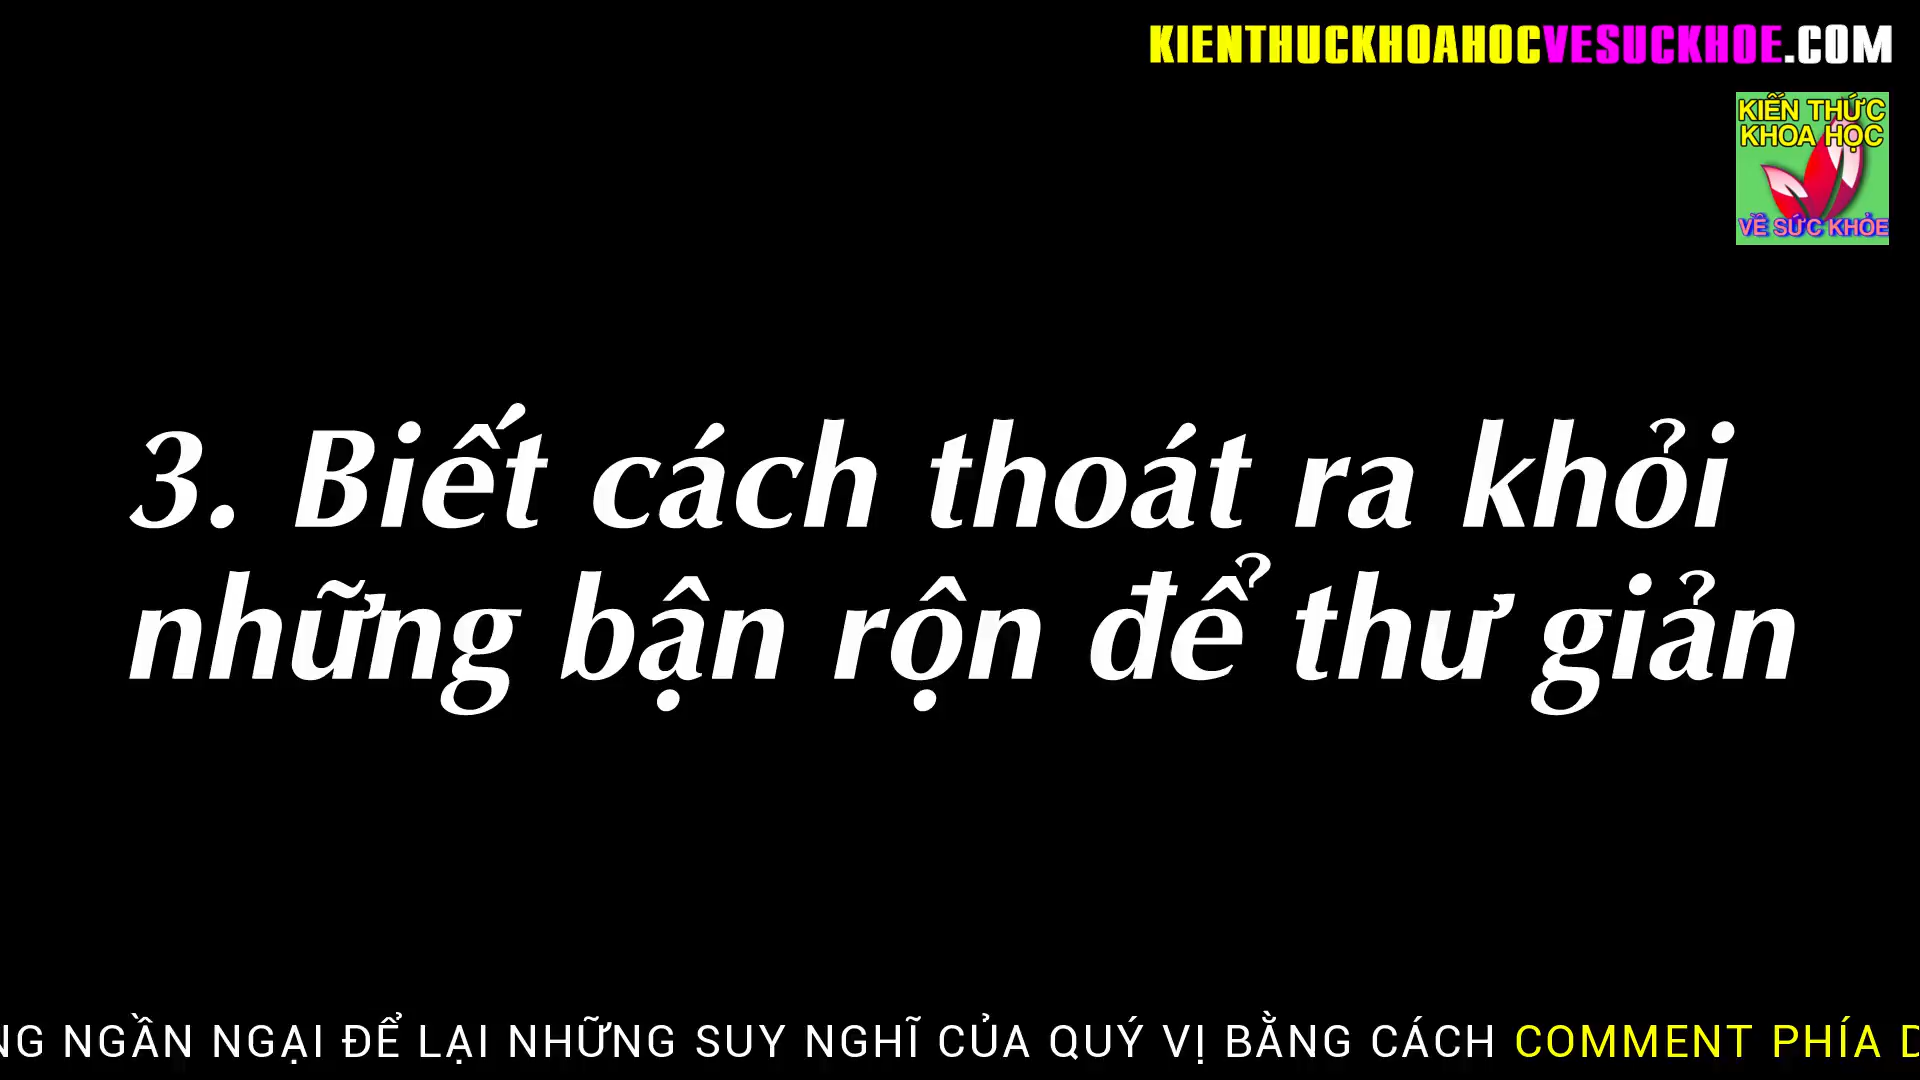 KIENTHUCKHOAHOCVESUCKHOE.COM
KIẾN THỨC
KHOA HỌC
VỀ SỨC KHỎE
3. Biết cách thoát ra khỏi
những bận rộn để thư giản
NG NGẦN NGẠI ĐỂ LẠI NHỮNG SUY NGHĨ CỦA QUÝ VỊ BẰNG CÁCH COMMENT PHÍA D